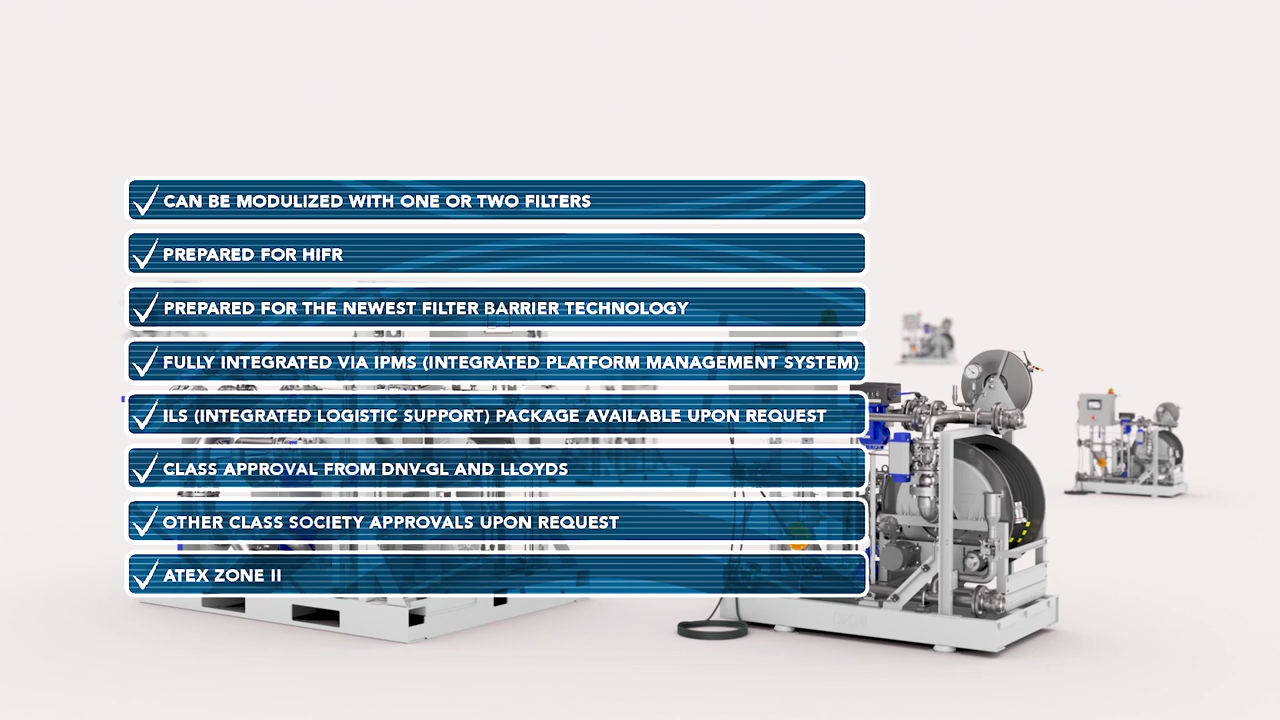 CAN BE MODULIZED WITH ONE OR TWO FILTERS
PREPARED FOR HIFR
PREPARED FOR THE NEWEST FILTER BARRIER TECHNOLOGY
FULLY INTEGRATED VIA IPMS (INTEGRATED PLATFORM MANAGEMENT SYSTEM)
ILS (INTEGRATED LOGISTIC SUPPORT) PACKAGE AVAILABLE UPON REQUEST
CLASS APPROVAL FROM DNV-GL AND LLOYDS
OTHER CLASS SOCIETY APPROVALS UPON REQUEST
ATEX ZONE II